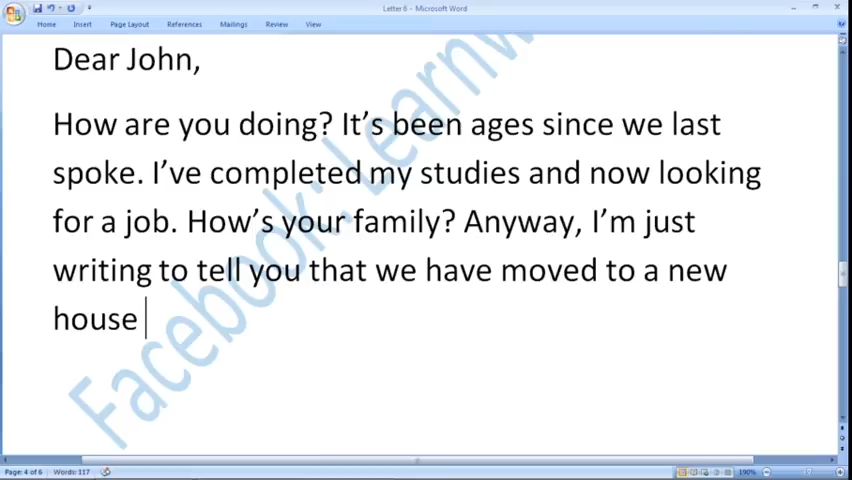 Letter 6 - Microsoft Word
Home Insert Page Layout References Mailings Review View
Dear John,
How are you doing? It's been ages since we last
spoke. I've completed my studies and now looking
for a job. How's your family? Anyway, I'm just
writing to tell you that we have moved to a new
house
Facebook: Learnw
Page: 4 of 6 Words: 117 190%